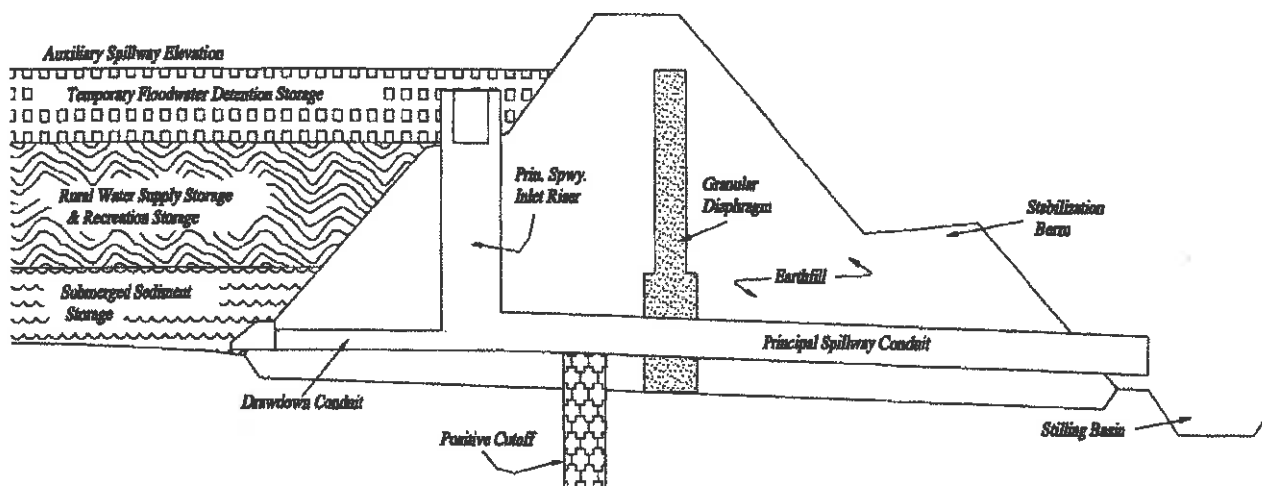 Auxiliary Spillway Elevation
Temporary Floodwater Detention Storage
Rural Water Supply Storage
& Recreation Storage
Submerged Sediment
Storage
Prin. Spwy.
Inlet Riser
Granular
Diaphragm
Stabilization
Berm
Earthfill
Principal Spillway Conduit
Drawdown Conduit
Positive Cutoff
Stilling Basin